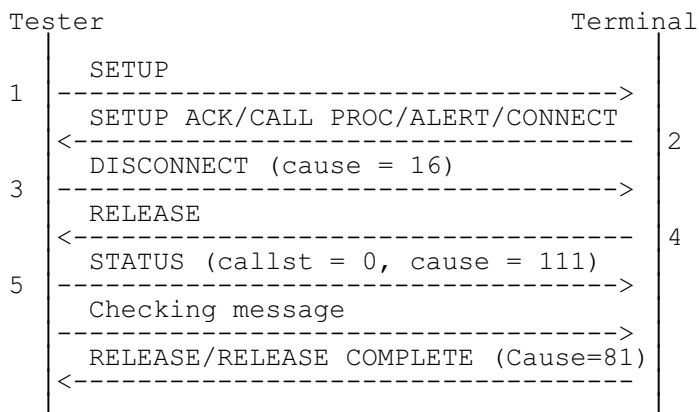 Tester Terminal
SETUP
1 ------------------------------------>
SETUP ACK/CALL PROC/ALERT/CONNECT
<------------------------------------ 2
DISCONNECT (cause = 16)
3 ------------------------------------>
RELEASE
<------------------------------------ 4
STATUS (callst = 0, cause = 111)
5 ------------------------------------>
Checking message
------------------------------------>
RELEASE/RELEASE COMPLETE (Cause=81)
<------------------------------------